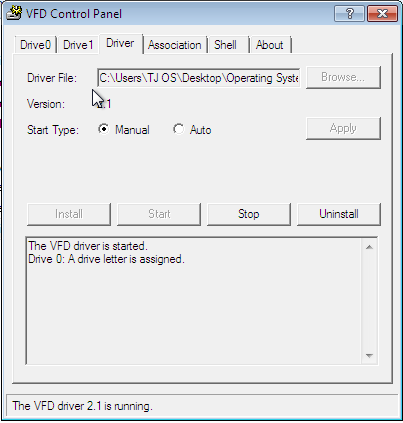 VFD Control Panel
Drive0 Drive1 Driver Association Shell About
Driver File: C:\Users\TJ OS\Desktop\Operating Syste Browse...
Version: 2.1
Start Type: Manual Auto Apply
Install Start Stop Uninstall
The VFD driver is started.
Drive 0: A drive letter is assigned.
The VFD driver 2.1 is running.